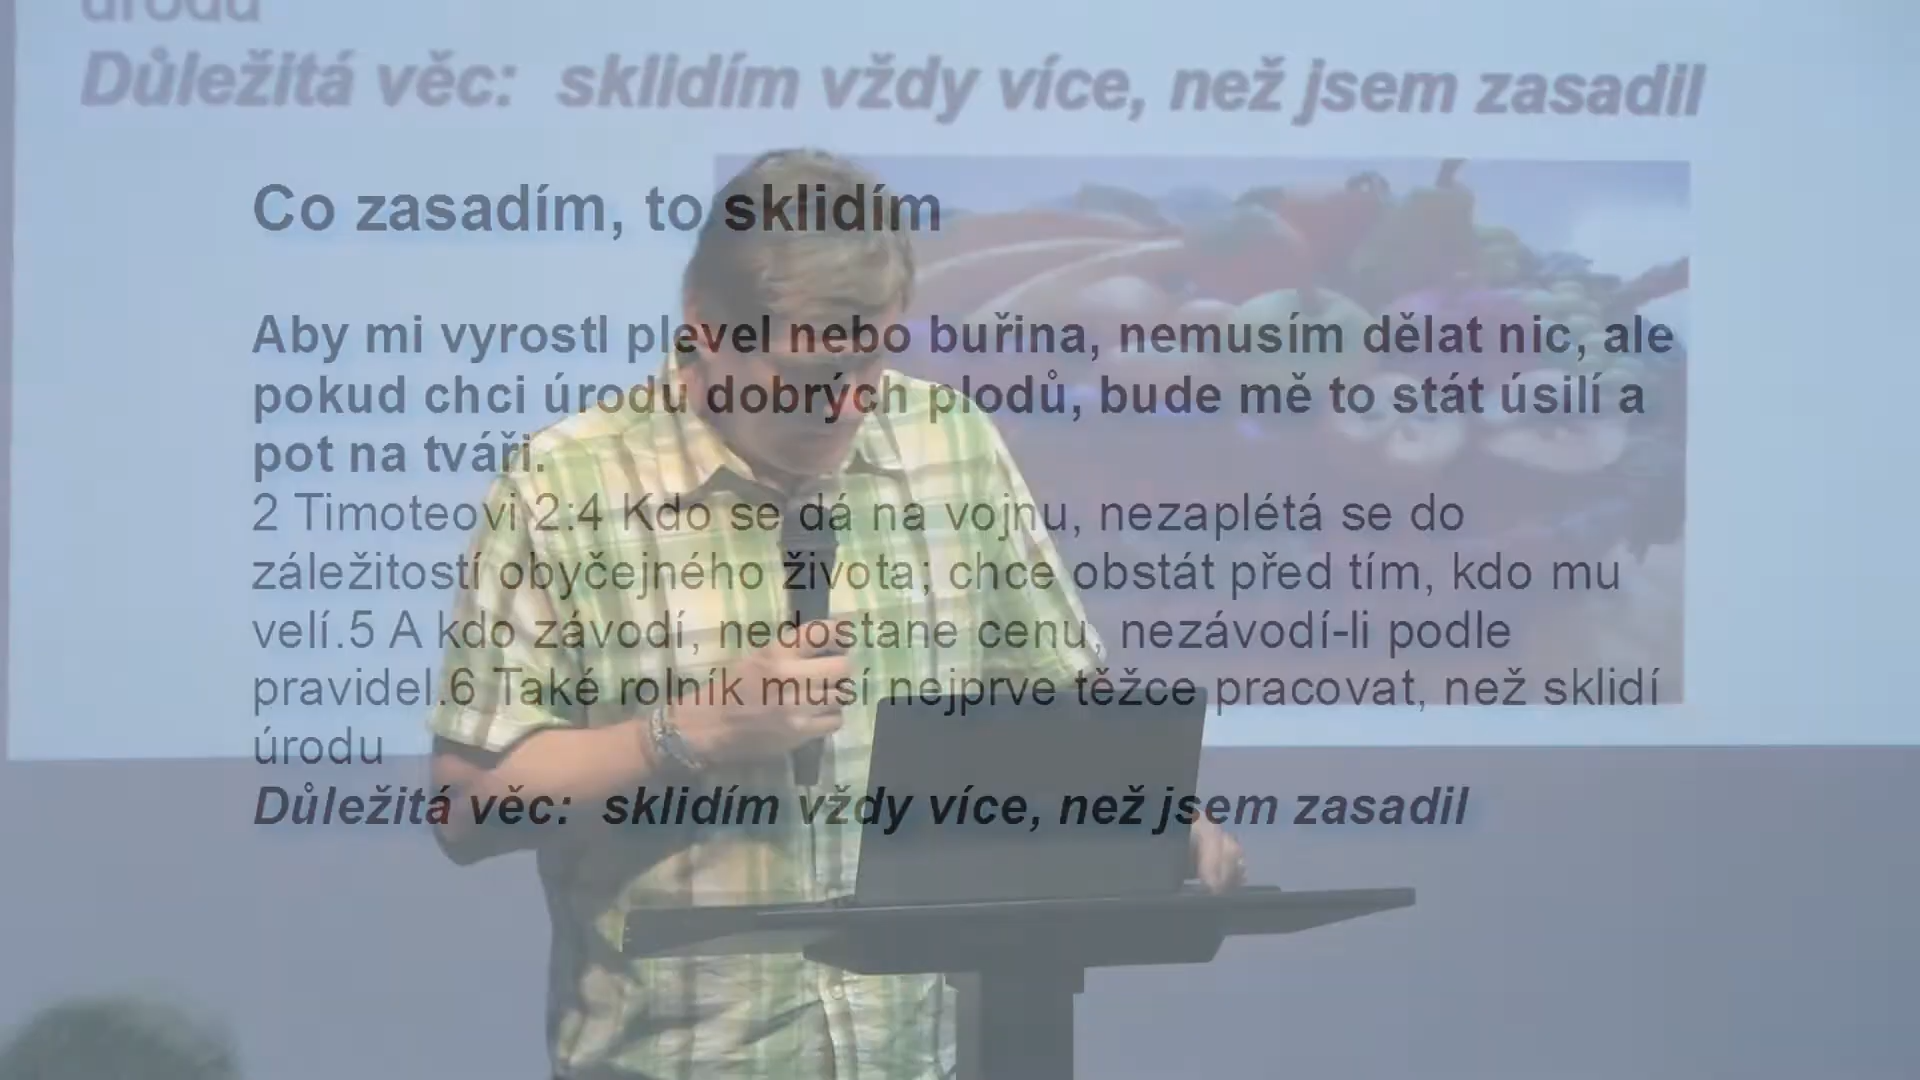 úrodu
Důležitá věc: sklidím vždy více, než jsem zasadil
Co zasadím, to sklidím
Aby mi vyrostl plevel nebo buřina, nemusím dělat nic, ale
pokud chci úrodu dobrých plodů, bude mě to stát úsilí a
pot na tváři.
2 Timoteovi 2:4 Kdo se dá na vojnu, nezaplétá se do
záležitostí obyčejného života; chce obstát před tím, kdo mu
velí.5 A kdo závodí, nedostane cenu, nezávodí-li podle
pravidel.6 Také rolník musí nejprve těžce pracovat, než sklidí
úrodu
Důležitá věc: sklidím vždy více, než jsem zasadil